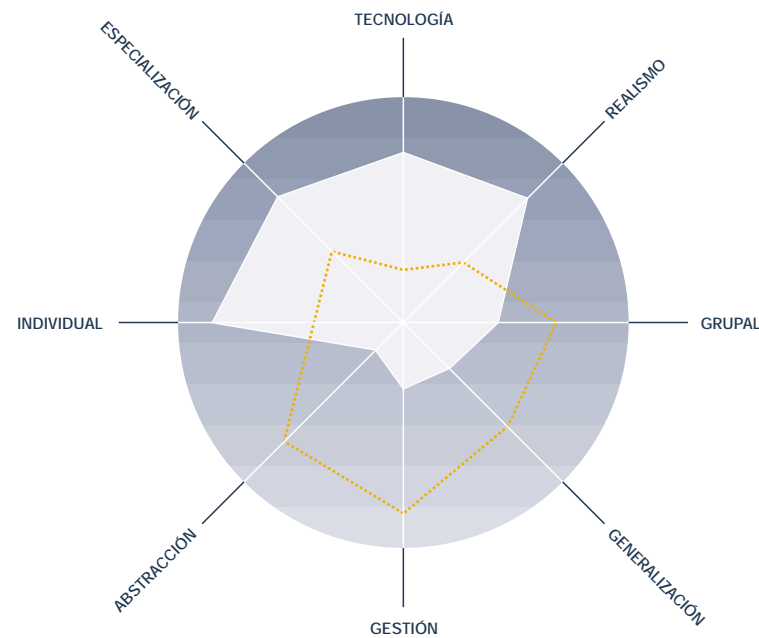 TECNOLOGÍA
ESPECIALIZACIÓN
REALISMO
INDIVIDUAL
GRUPAL
ABSTRACCIÓN
GENERALIZACIÓN
GESTIÓN